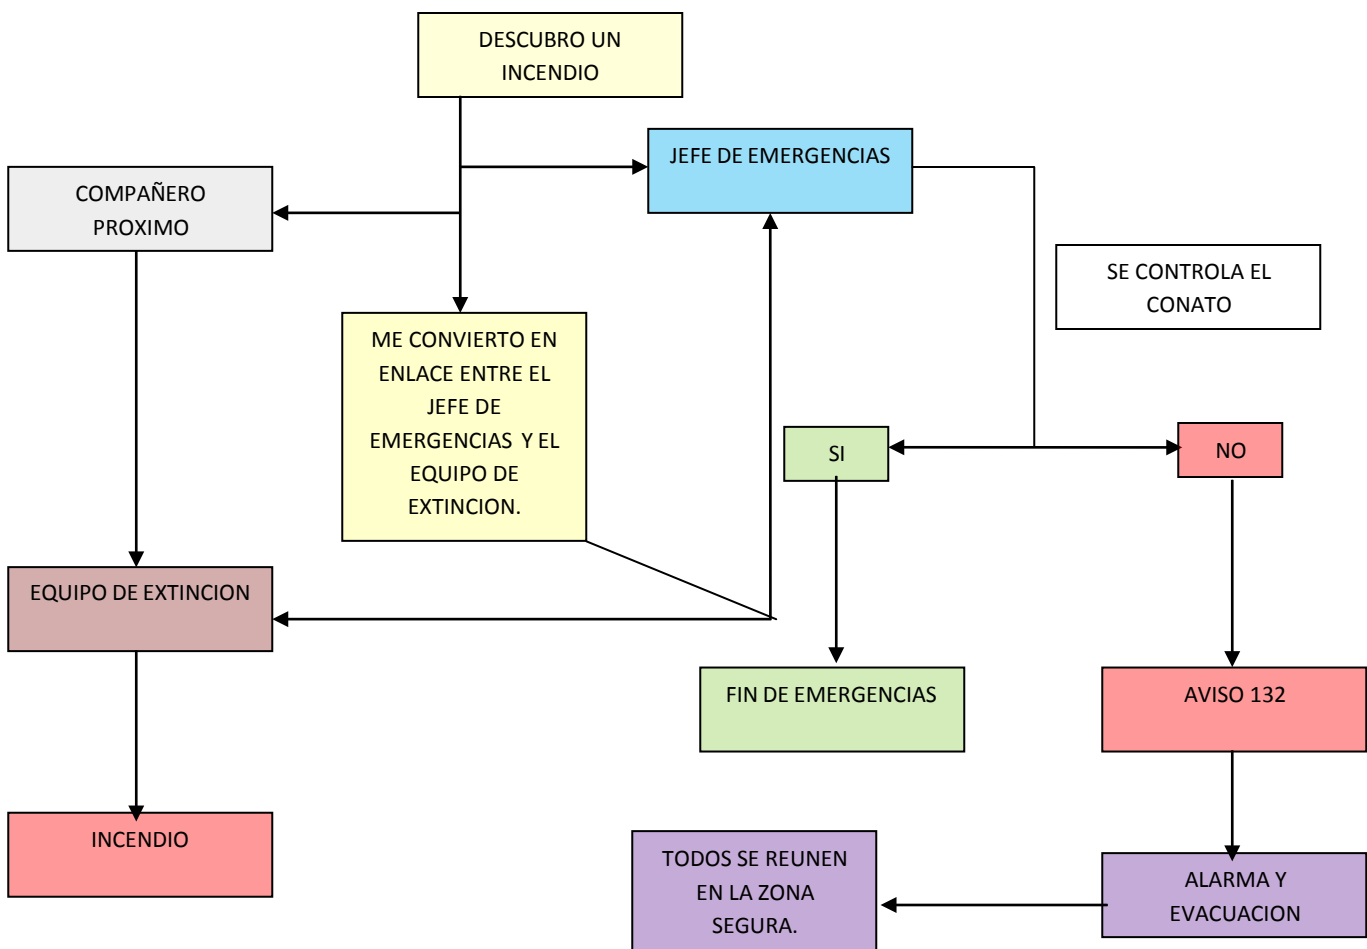 DESCUBRO UN
INCENDIO
JEFE DE EMERGENCIAS
COMPAÑERO
PROXIMO
SE CONTROLA EL
CONATO
ME CONVIERTO EN
ENLACE ENTRE EL
JEFE DE
EMERGENCIAS Y EL
EQUIPO DE
EXTINCION.
SI
NO
EQUIPO DE EXTINCION
FIN DE EMERGENCIAS
AVISO 132
INCENDIO
TODOS SE REUNEN
EN LA ZONA
SEGURA.
ALARMA Y
EVACUACION